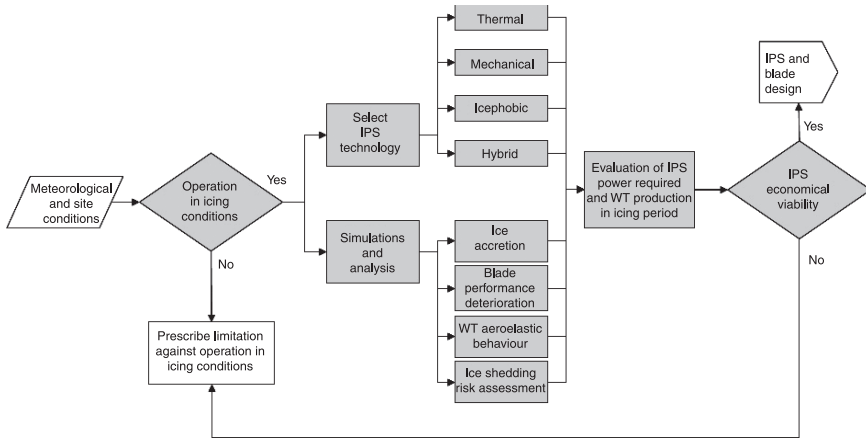 Meteorological
and site
conditions
Operation
in icing
conditions
Yes
No
Prescribe limitation
against operation in
icing conditions
Select
IPS
technology
Simulations
and
analysis
Thermal
Mechanical
Icephobic
Hybrid
Ice
accretion
Blade
performance
deterioration
WT aeroelastic
behaviour
Ice shedding
risk assessment
Evaluation of IPS
power required
and WT production
in icing period
IPS
economical
viability
Yes
No
IPS and
blade
design